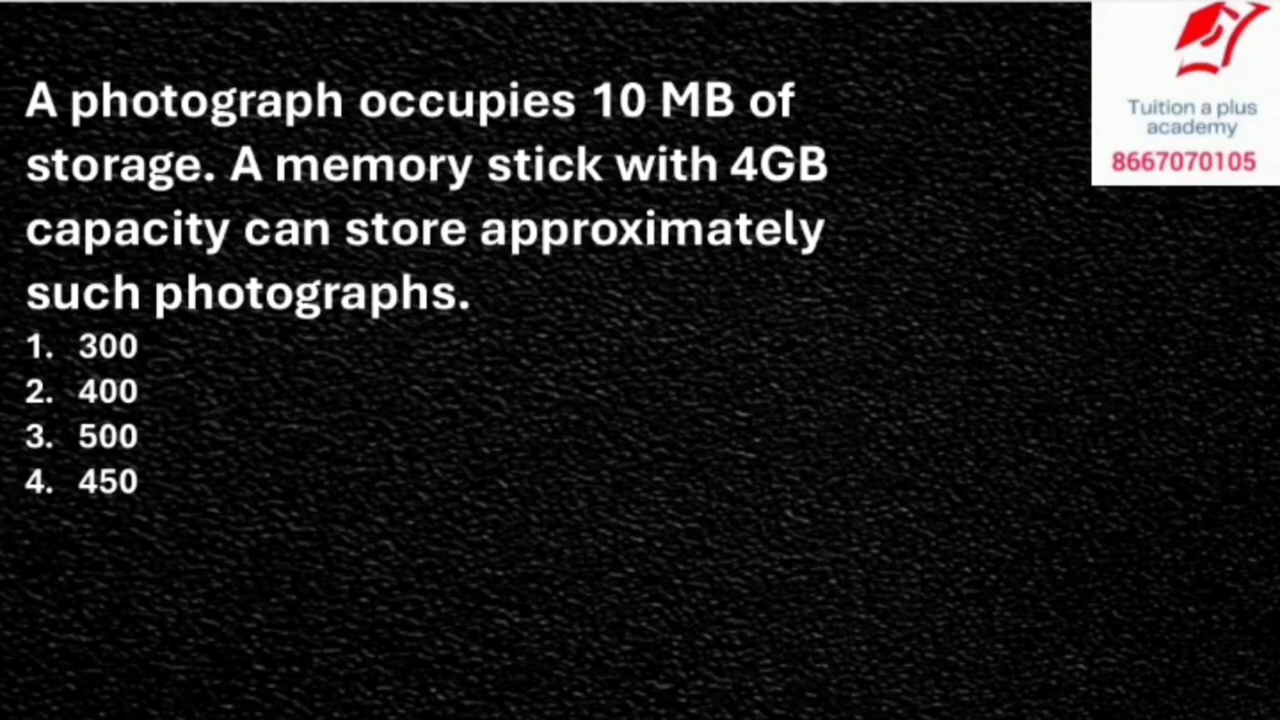 A photograph occupies 10 MB of
storage. A memory stick with 4GB
capacity can store approximately
such photographs.
1. 300
2. 400
3. 500
4. 450
Tuition a plus
academy
8667070105